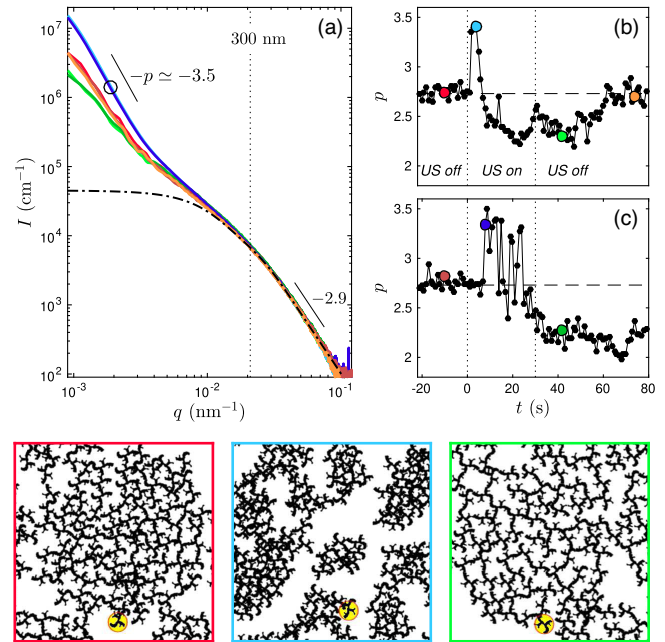 (a)
300 nm
−p ≃ −3.5
−2.9
I (cm⁻¹)
10⁷
10⁶
10⁵
10⁴
10³
10²
10⁻³
10⁻²
10⁻¹
q (nm⁻¹)
(b)
p
3.5
3
2.5
2
US off
US on
US off
(c)
p
3.5
3
2.5
2
-20
0
20
40
60
80
t (s)